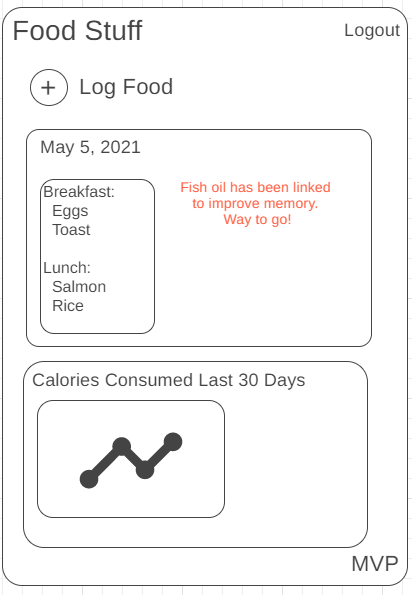 Food Stuff
Logout
+ Log Food
May 5, 2021
Breakfast:
Eggs
Toast
Lunch:
Salmon
Rice
Fish oil has been linked
to improve memory.
Way to go!
Calories Consumed Last 30 Days
MVP